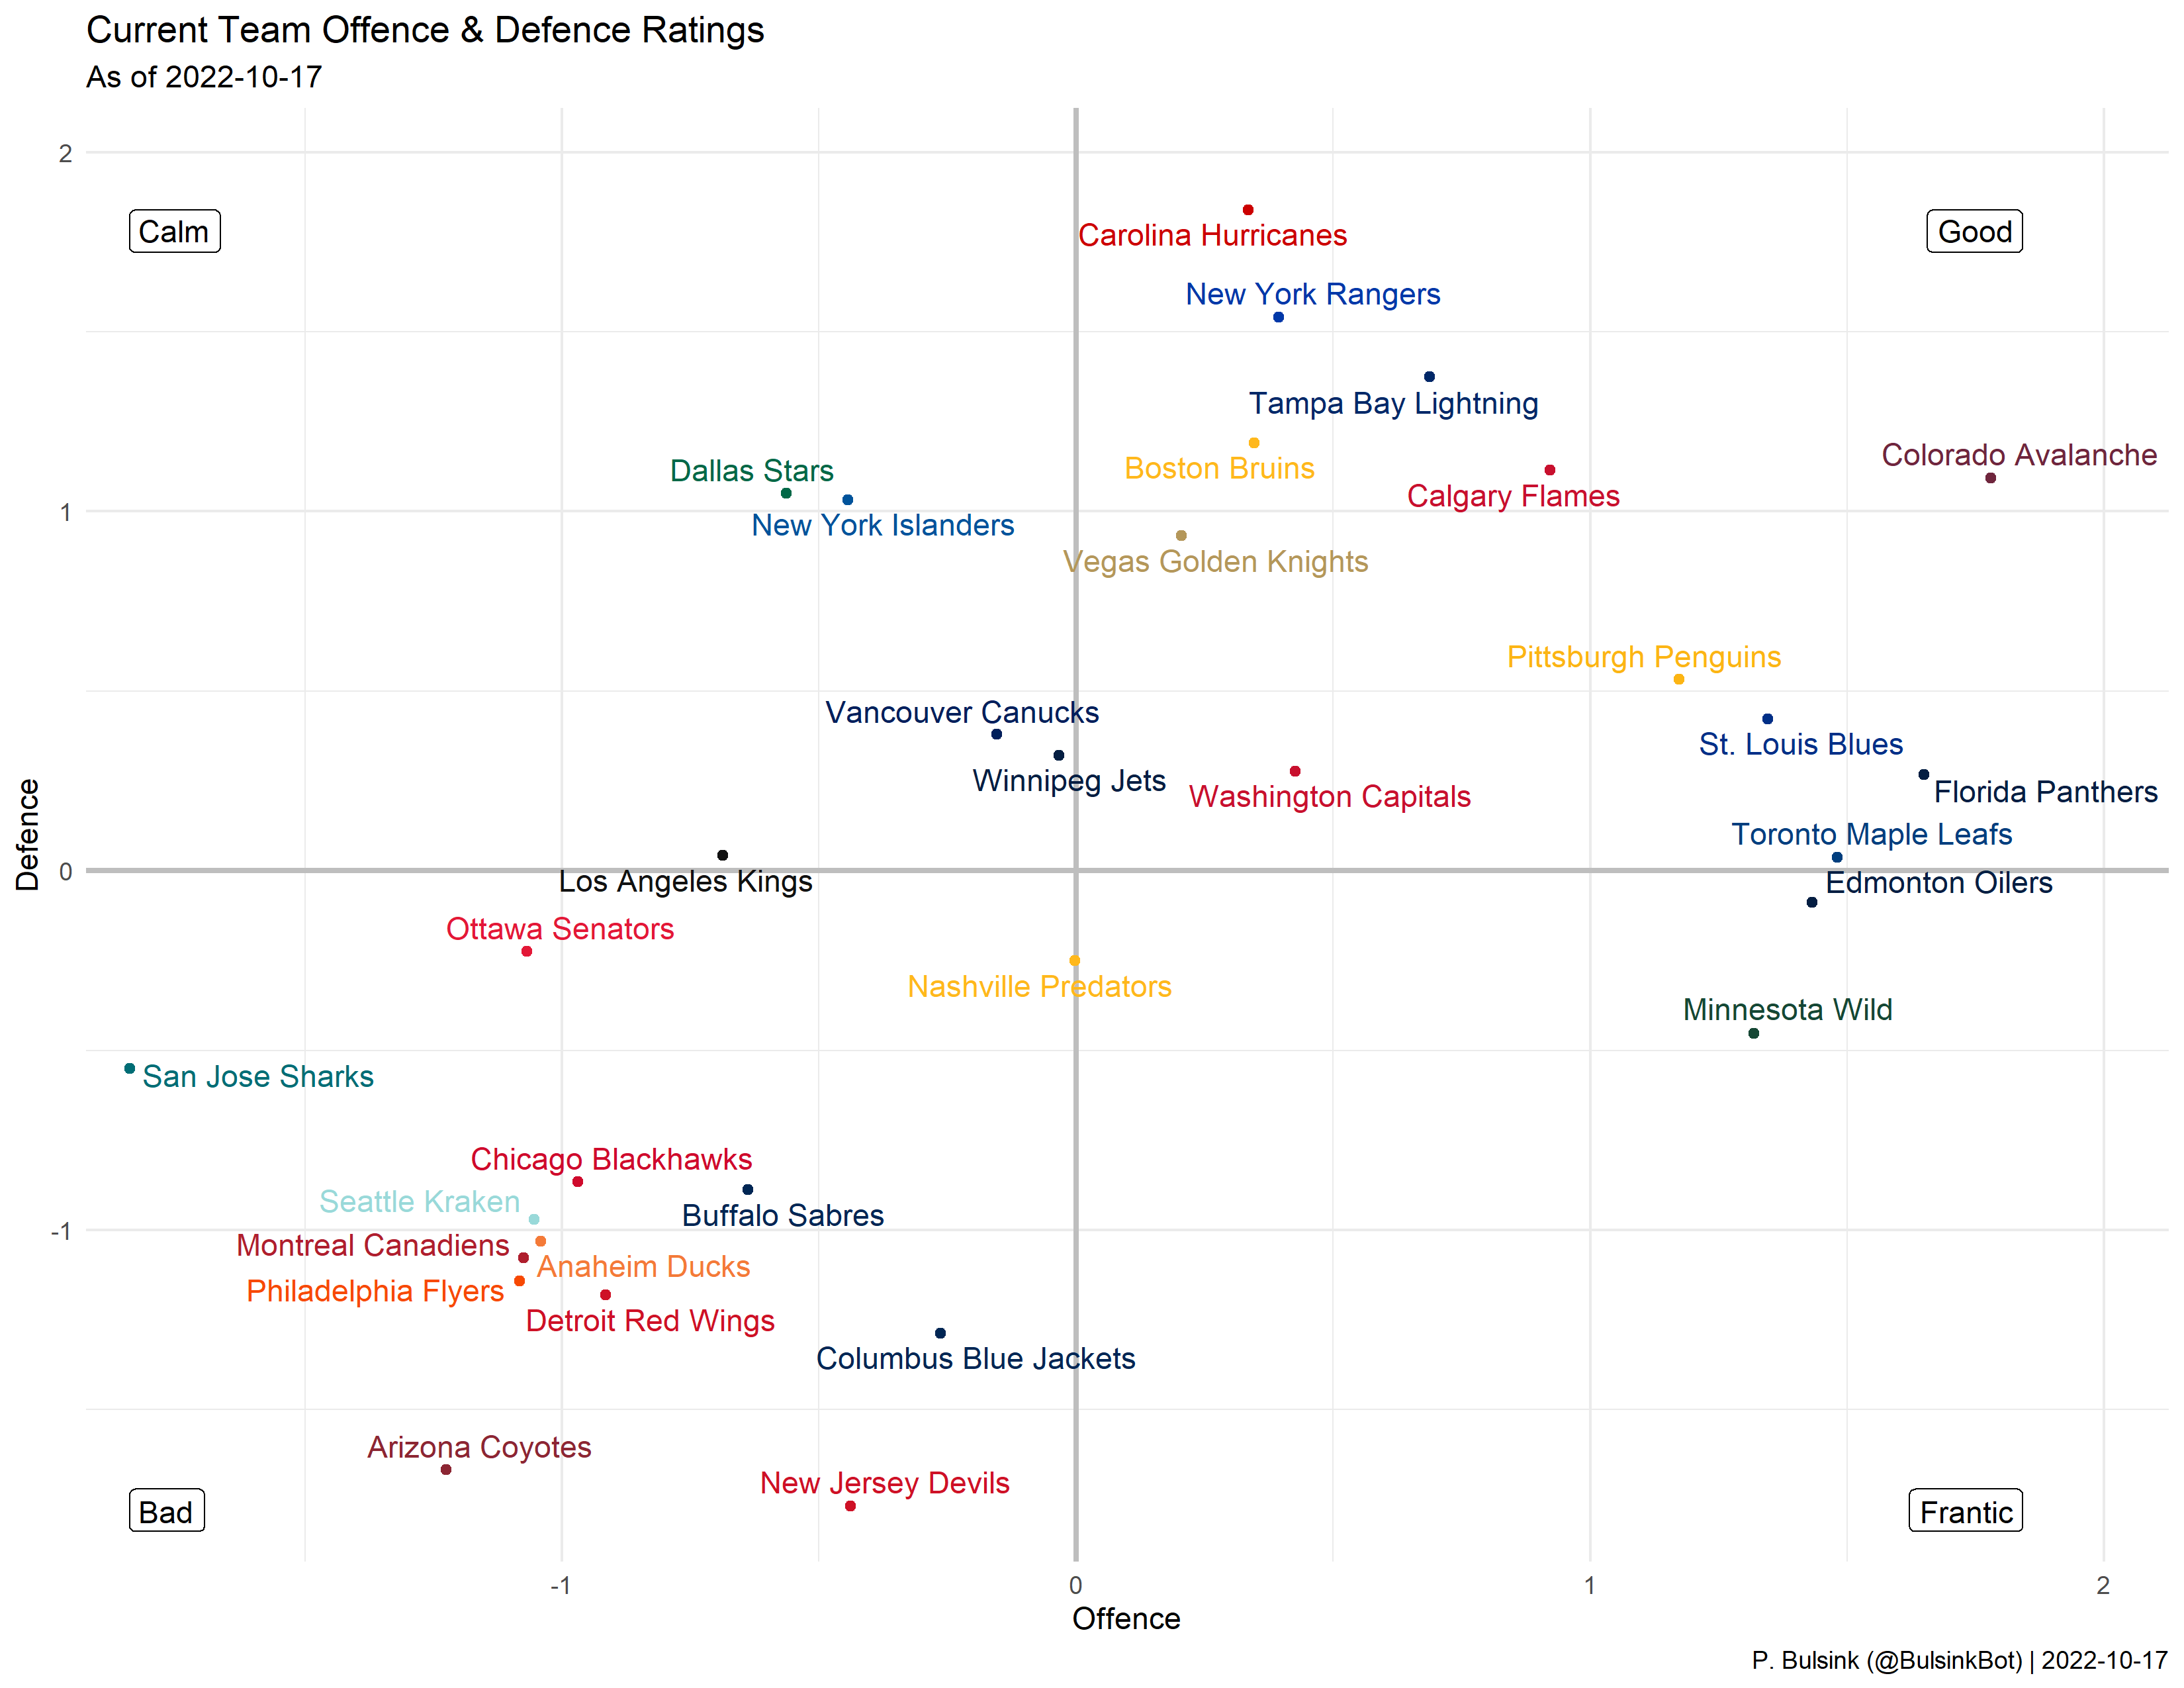 Current Team Offence & Defence Ratings
As of 2022-10-17
2
Calm
Carolina Hurricanes
Good
New York Rangers
Tampa Bay Lightning
Boston Bruins
Colorado Avalanche
Dallas Stars
Calgary Flames
1
New York Islanders
Vegas Golden Knights
Pittsburgh Penguins
Vancouver Canucks
St. Louis Blues
Winnipeg Jets
Washington Capitals
Florida Panthers
Toronto Maple Leafs
Defence
0
Los Angeles Kings
Edmonton Oilers
Ottawa Senators
Nashville Predators
Minnesota Wild
San Jose Sharks
Chicago Blackhawks
Seattle Kraken
Buffalo Sabres
-1
Montreal Canadiens
Anaheim Ducks
Philadelphia Flyers
Detroit Red Wings
Columbus Blue Jackets
Arizona Coyotes
New Jersey Devils
Bad
Frantic
-1
0
1
2
Offence
P. Bulsink (@BulsinkBot) | 2022-10-17